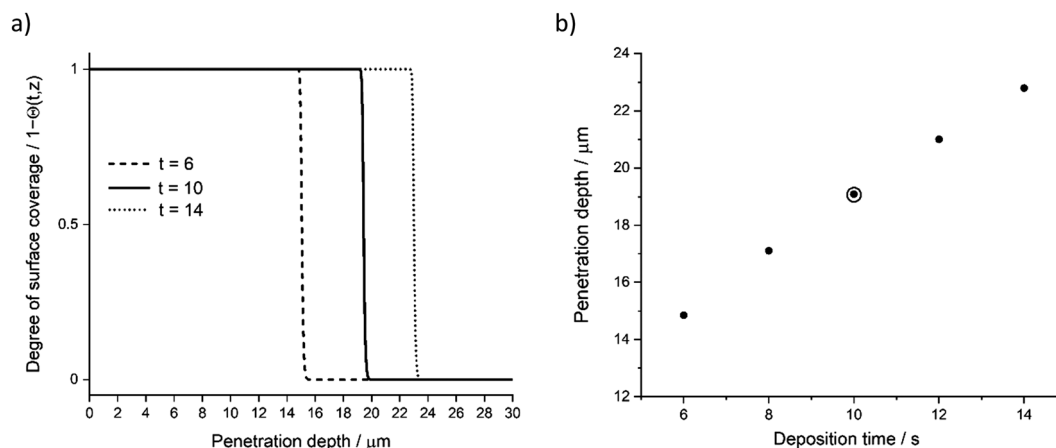 a)
Degree of surface coverage / 1−Θ(t,z)
1
0.5
0
t = 6
t = 10
t = 14
0 2 4 6 8 10 12 14 16 18 20 22 24 26 28 30
Penetration depth / μm
b)
Penetration depth / μm
24
22
20
18
16
14
12
6 8 10 12 14
Deposition time / s